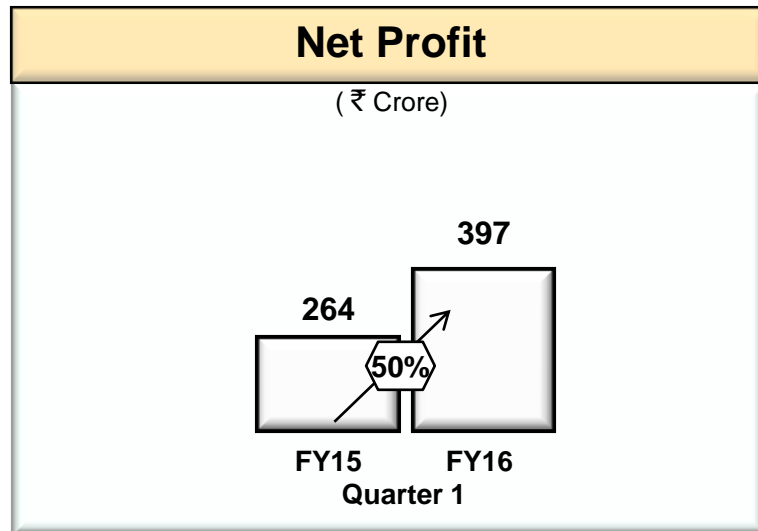 Net Profit
( ₹ Crore)
397
264
50%
FY15 FY16
Quarter 1